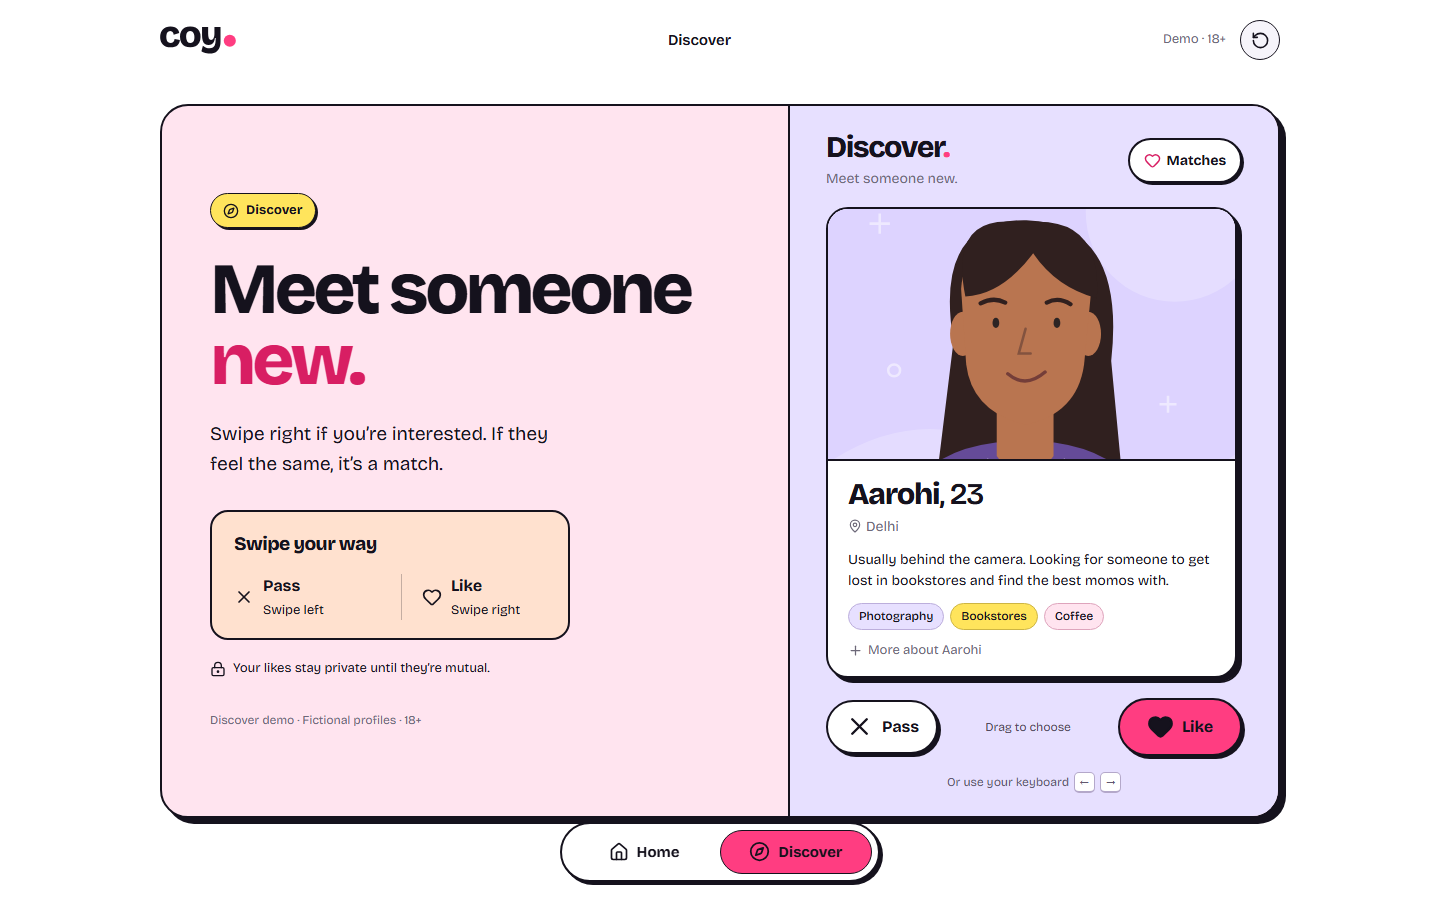 coy.
Discover
Demo · 18+
Discover
Meet someone
new.
Swipe right if you’re interested. If they
feel the same, it’s a match.
Swipe your way
Pass
Swipe left
Like
Swipe right
Your likes stay private until they’re mutual.
Discover demo · Fictional profiles · 18+
Discover.
Meet someone new.
Matches
Aarohi, 23
Delhi
Usually behind the camera. Looking for someone to get
lost in bookstores and find the best momos with.
Photography Bookstores Coffee
+ More about Aarohi
Pass
Drag to choose
Like
Or use your keyboard ← →
Home
Discover